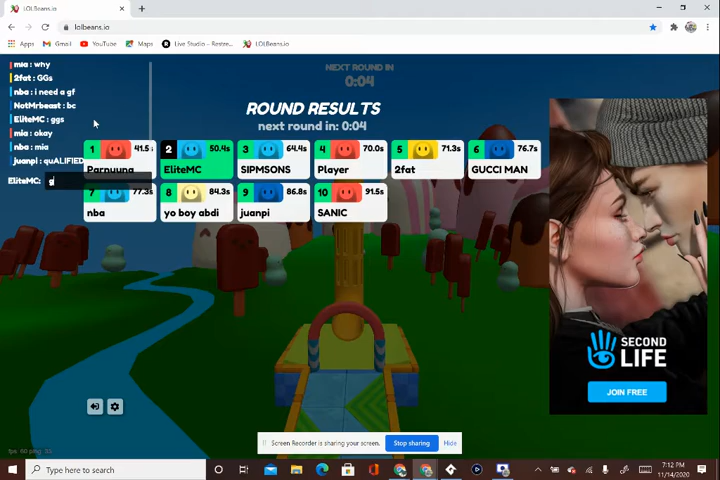 LOLBeans.io
lolbeans.io
Apps
Gmail
YouTube
Maps
Live Studio – Restre...
LOLBeans.io
mia : why
2fat : GGs
nba : i need a gf
NotMrbeast : bc
EliteMC : ggs
mia : okay
nba : mia
juanpi : quALIFIED
EliteMC: g
NEXT ROUND IN
0:04
ROUND RESULTS
next round in: 0:04
1 41.5
2 50.4s EliteMC
3 64.4s SIPMSONS
4 70.0s Player
5 71.3s 2fat
6 76.7s GUCCI MAN
7 77.3s nba
8 84.3s yo boy abdi
9 86.8s juanpi
10 91.5s SANIC
SECOND LIFE
JOIN FREE
Screen Recorder is sharing your screen.
Stop sharing
Hide
Type here to search
7:12 PM
11/14/2020